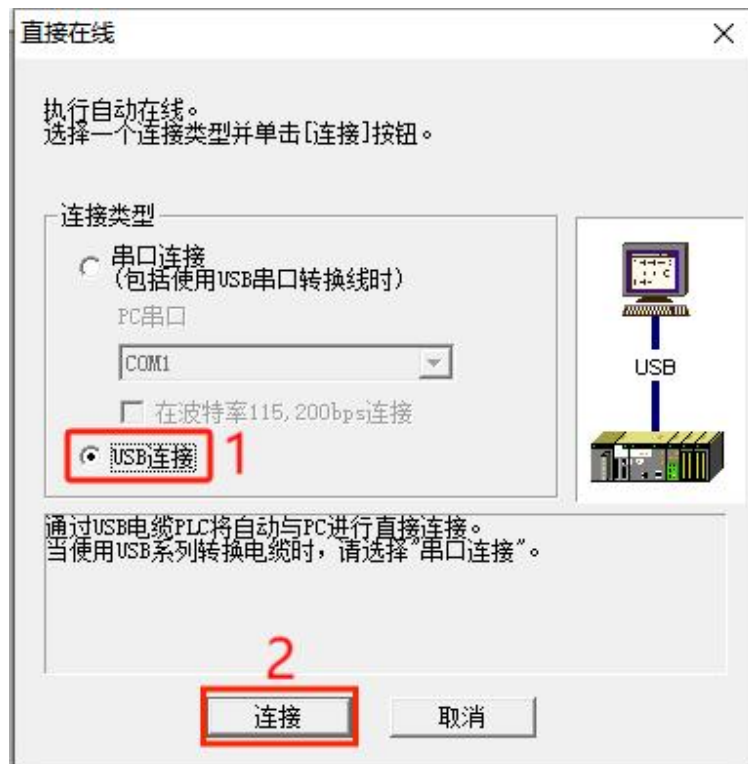 直接在线
执行自动在线。
选择一个连接类型并单击[连接]按钮。
连接类型
串口连接
(包括使用USB串口转换线时)
PC串口
COM1
在波特率115,200bps连接
USB连接
1
USB
通过USB电缆PLC将自动与PC进行直接连接。
当使用USB系列转换电缆时，请选择"串口连接"。
2
连接
取消